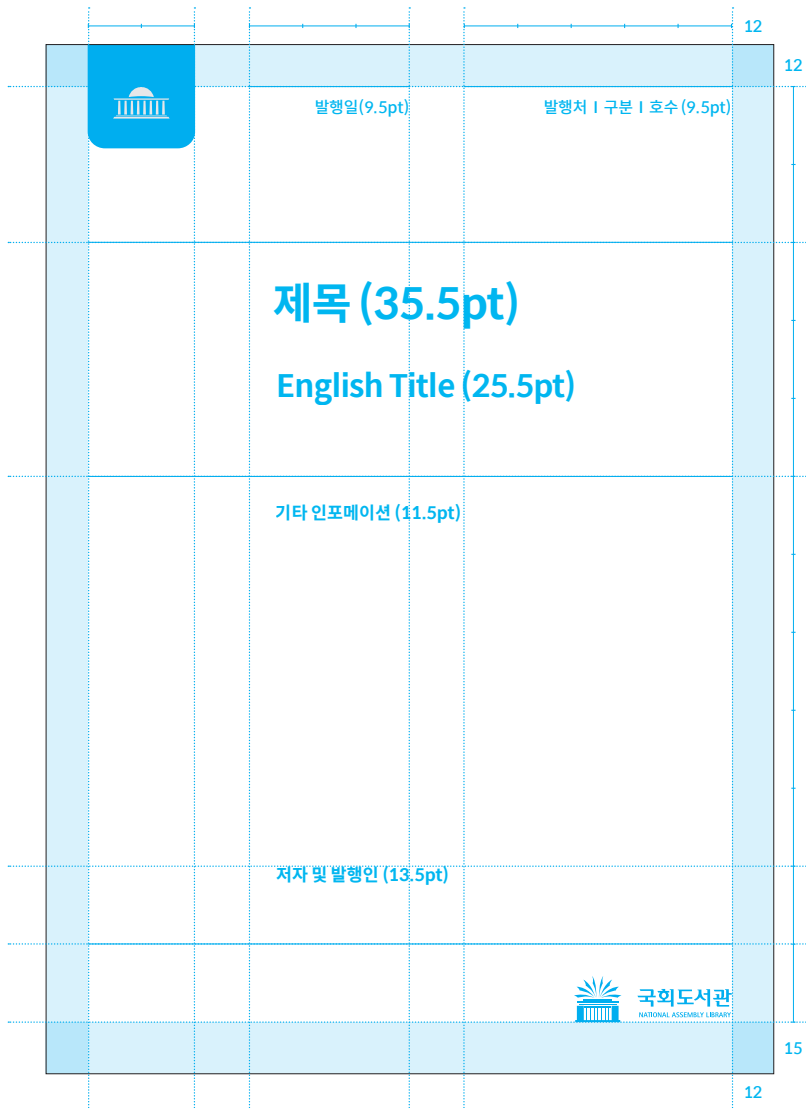 12
12
발행일(9.5pt)
발행처 I 구분 I 호수 (9.5pt)
제목 (35.5pt)
English Title (25.5pt)
기타 인포메이션 (11.5pt)
저자 및 발행인 (13.5pt)
국회도서관
NATIONAL ASSEMBLY LIBRARY
15
12